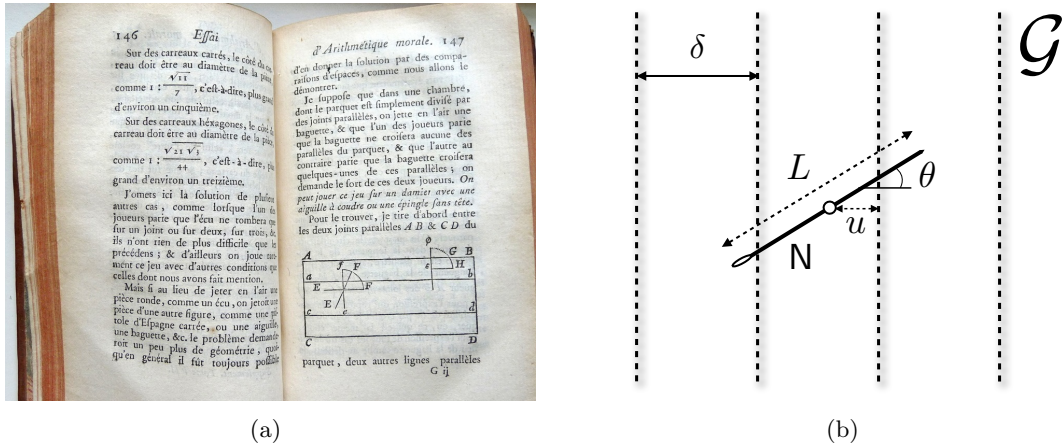 146 Essai
Sur des carreaux carrés, le côté du car-
reau doit être au diamètre de la pièce,
comme 1 : √21/7, c'est-à-dire, plus grand
d'environ un cinquième.
Sur des carreaux héxagones, le côté du
carreau doit être au diamètre de la pièce,
comme 1 : √21√3/44, c'est-à-dire, plus
grand d'environ un treizième.
J'omets ici la solution de plusieurs
autres cas, comme lorsque l'un des
joueurs parie que l'écu ne tombera que
sur un joint ou sur deux, sur trois, &c.
ils n'ont rien de plus difficile que les
précédens ; & d'ailleurs on joue
ment ce jeu avec d'autres conditions que
celles dont nous avons fait mention.
Mais si au lieu de jeter en l'air une
pièce ronde, comme un écu, on jetoit une
pièce d'une autre figure, comme une
tole d'Espagne carrée, ou une aiguille,
une baguette, &c. le problème demande-
roit un peu plus de géométrie,
qu'en général il fût toujours possible
d'Arithmétique morale. 147
d'en donner la solution par des compa-
raisons d'espaces, comme nous allons le
démontrer.
Je suppose que dans une chambre,
dont le parquet est simplement divisé par
des joints parallèles, on jette en l'air une
baguette, & que l'un des joueurs parie
que la baguette ne croisera aucune des
parallèles du parquet, & que l'autre au
contraire parie que la baguette croisera
quelques-unes de ces parallèles ; on
demande le sort de ces deux joueurs. On
peut jouer ce jeu sur un damier avec une
aiguille à coudre ou une épingle sans tête.
Pour le trouver, je tire d'abord entre
les deux joints parallèles A B & C D du
A f F φ G B
a E F ε H b
E e
c d
C D
parquet, deux autres lignes parallèles
G ij
(a)
δ
𝒢
L
θ
u
N
(b)